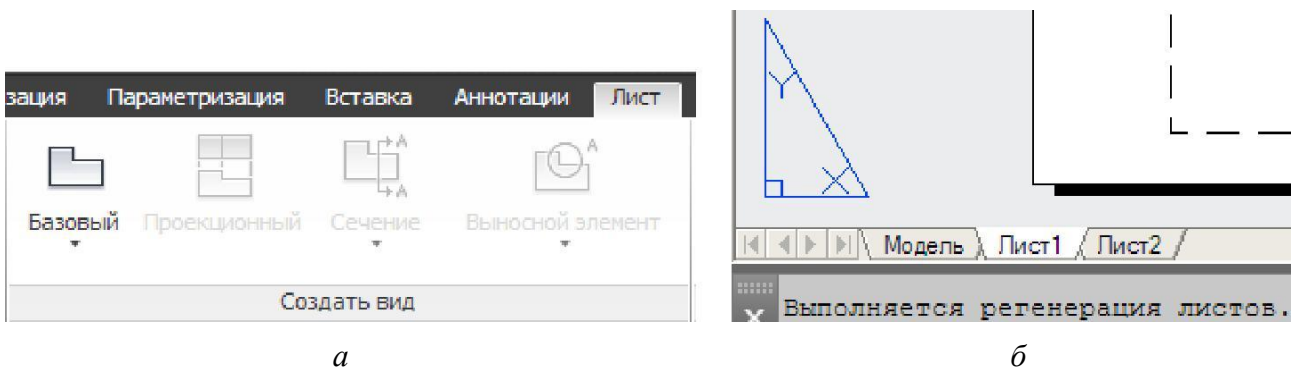 зация Параметризация Вставка Аннотации Лист
A
A
A
Базовый Проекционный Сечение Выносной элемент
Создать вид
Y
X
Модель Лист1 Лист2
X Выполняется регенерация листов.
а б